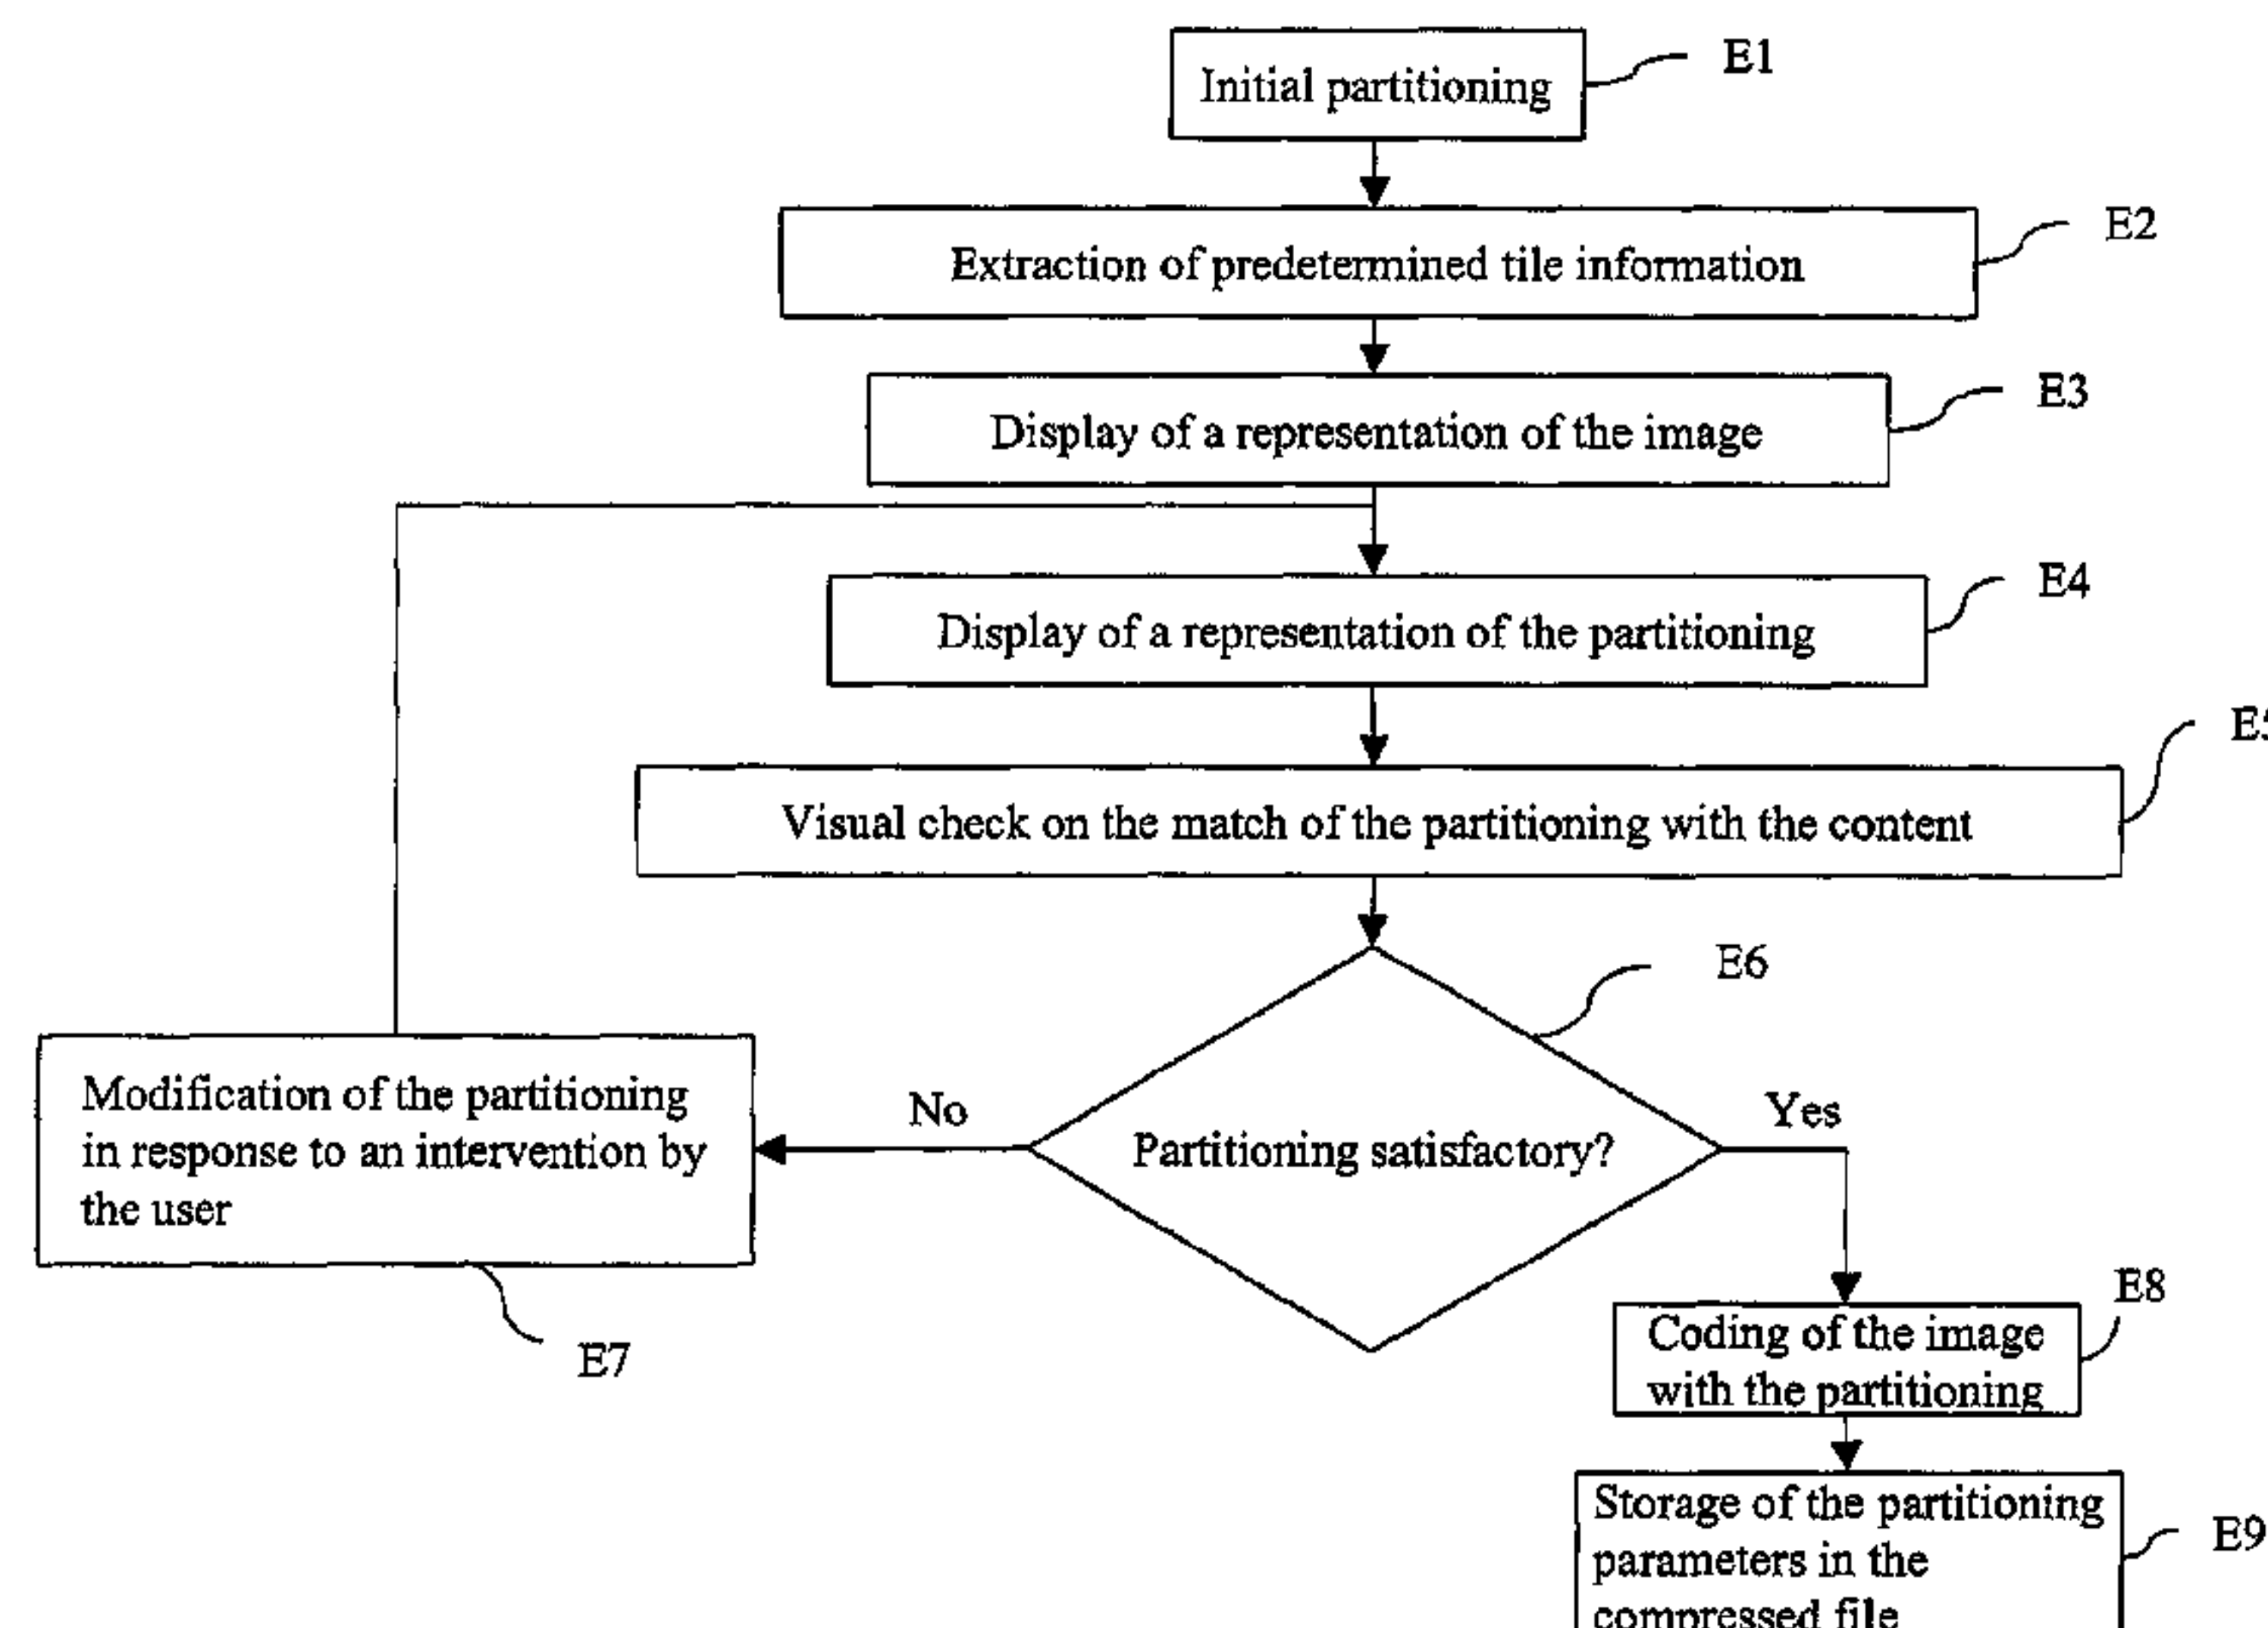 Initial partitioning
E1
Extraction of predetermined tile information
E2
Display of a representation of the image
E3
Display of a representation of the partitioning
E4
Visual check on the match of the partitioning with the content
E5
Partitioning satisfactory?
E6
No
Yes
Modification of the partitioning
in response to an intervention by
the user
E7
Coding of the image
with the partitioning
E8
Storage of the partitioning
parameters in the
compressed file
E9